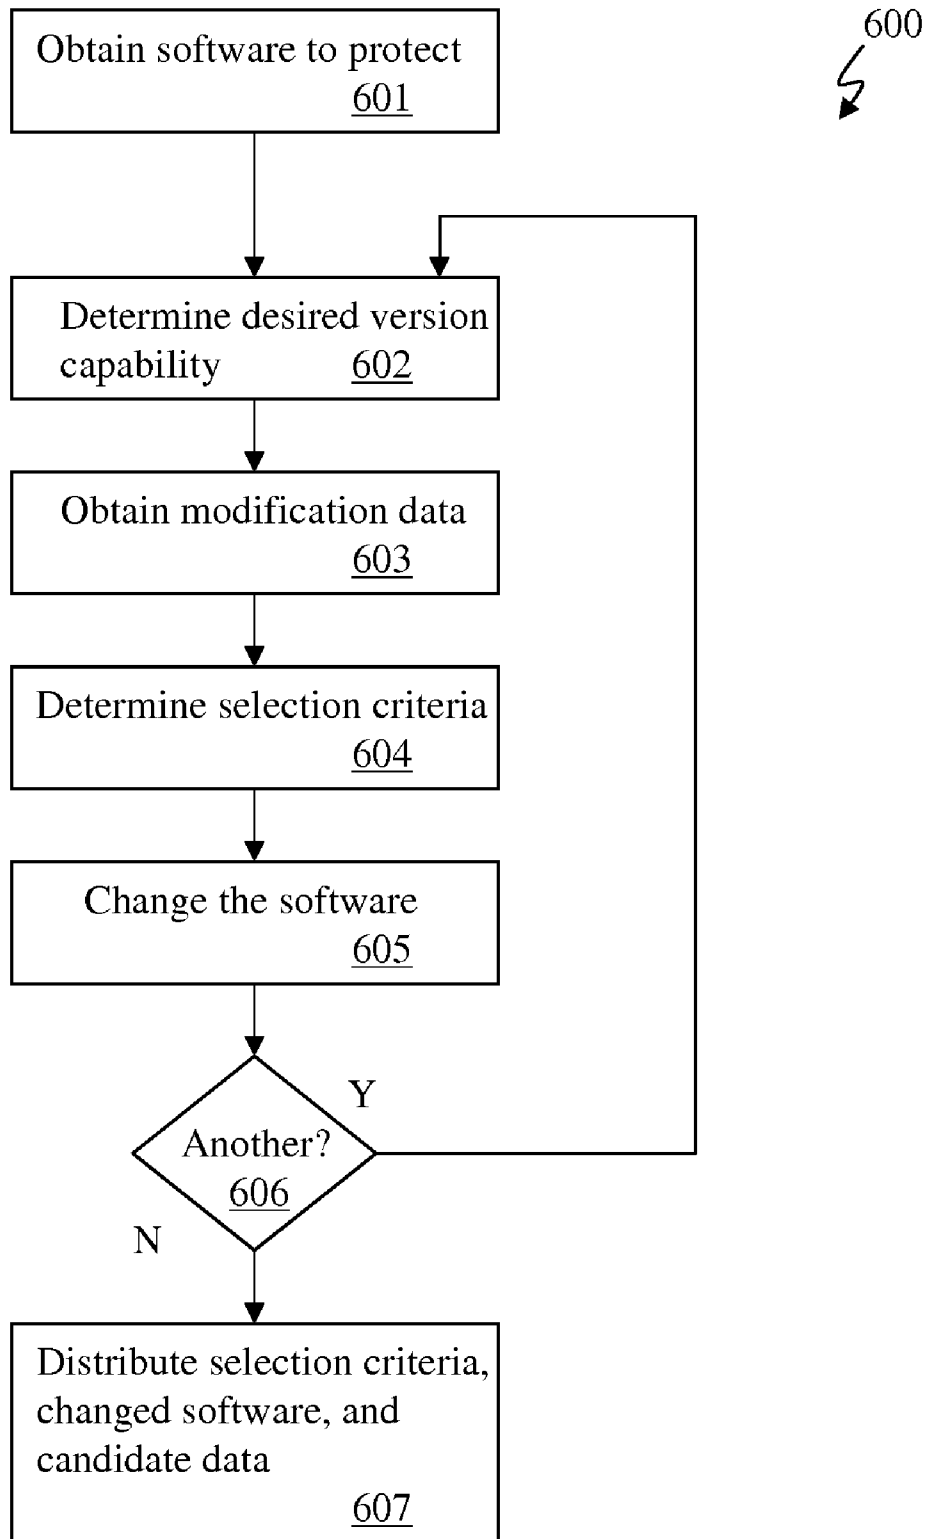 600
Obtain software to protect
601
Determine desired version
capability 602
Obtain modification data
603
Determine selection criteria
604
Change the software
605
Y
Another?
606
N
Distribute selection criteria,
changed software, and
candidate data
607